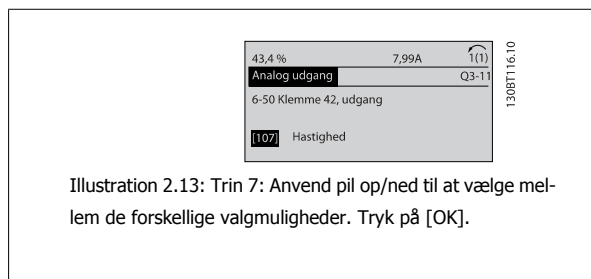 43,4 % 7,99A 1(1)
Analog udgang Q3-11
6-50 Klemme 42, udgang
[107] Hastighed
130BT116.10
Illustration 2.13: Trin 7: Anvend pil op/ned til at vælge mel-
lem de forskellige valgmuligheder. Tryk på [OK].